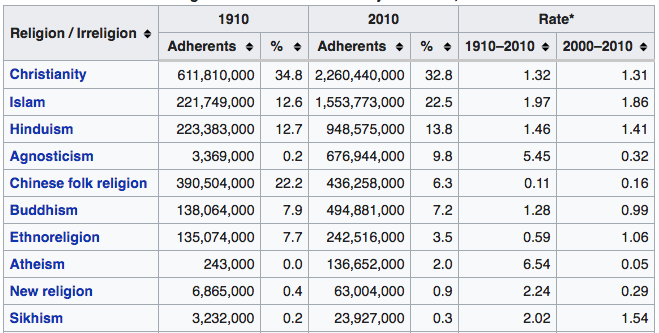 Religion / Irreligion 1910 2010 Rate*
Adherents % Adherents % 1910–2010 2000–2010
Christianity 611,810,000 34.8 2,260,440,000 32.8 1.32 1.31
Islam 221,749,000 12.6 1,553,773,000 22.5 1.97 1.86
Hinduism 223,383,000 12.7 948,575,000 13.8 1.46 1.41
Agnosticism 3,369,000 0.2 676,944,000 9.8 5.45 0.32
Chinese folk religion 390,504,000 22.2 436,258,000 6.3 0.11 0.16
Buddhism 138,064,000 7.9 494,881,000 7.2 1.28 0.99
Ethnoreligion 135,074,000 7.7 242,516,000 3.5 0.59 1.06
Atheism 243,000 0.0 136,652,000 2.0 6.54 0.05
New religion 6,865,000 0.4 63,004,000 0.9 2.24 0.29
Sikhism 3,232,000 0.2 23,927,000 0.3 2.02 1.54